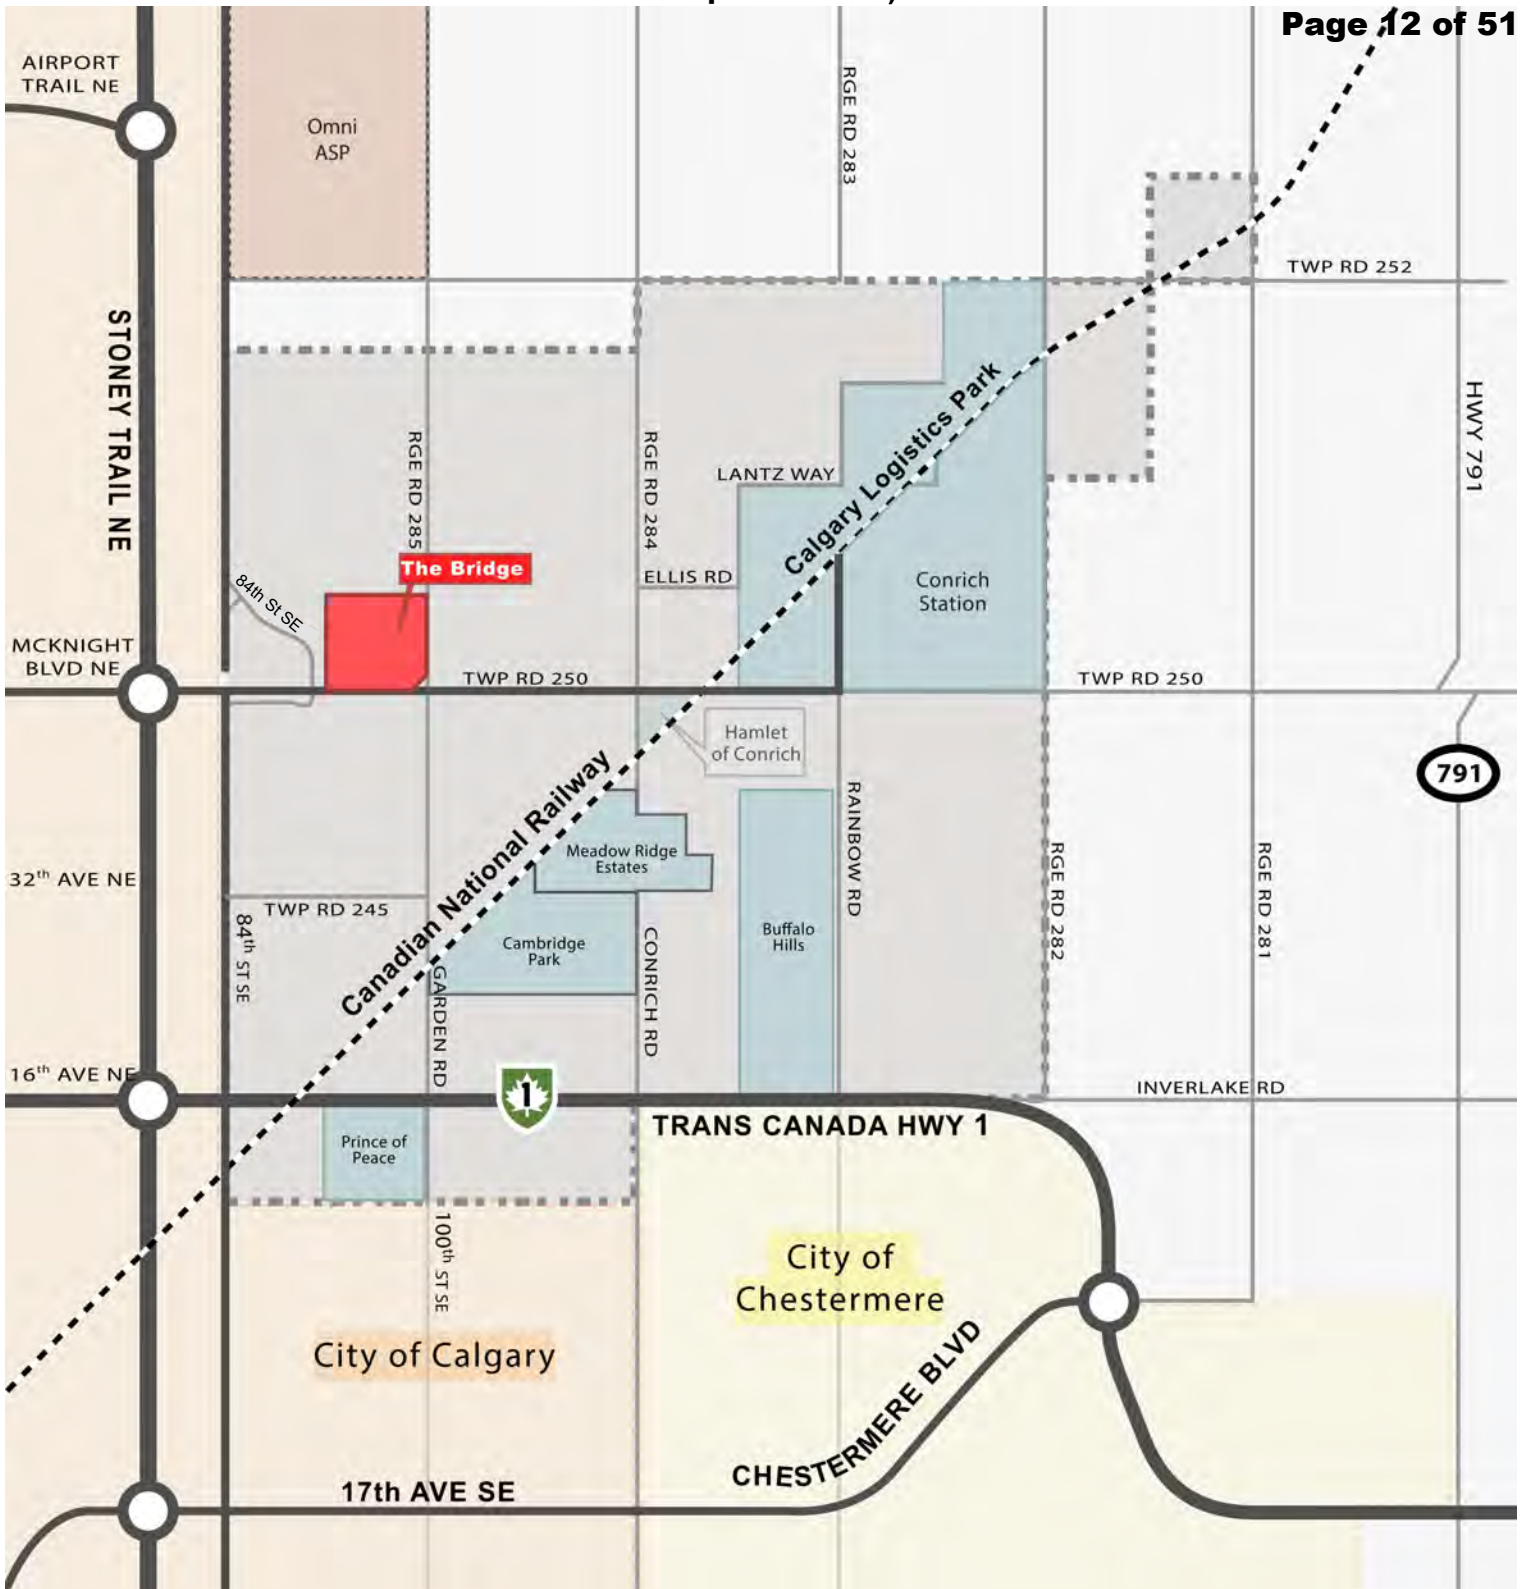 Page 12 of 51
AIRPORT
TRAIL NE
Omni
ASP
RGE RD 283
TWP RD 252
STONEY TRAIL NE
HWY 791
RGE RD 285
RGE RD 284
LANTZ WAY
Calgary Logistics Park
The Bridge
ELLIS RD
Conrich
Station
84th St SE
MCKNIGHT
BLVD NE
TWP RD 250
TWP RD 250
Hamlet
of Conrich
791
Canadian National Railway
RAINBOW RD
Meadow Ridge
Estates
32th AVE NE
RGE RD 282
RGE RD 281
TWP RD 245
84th ST SE
Cambridge
Park
CONRICH RD
Buffalo
Hills
GARDEN RD
16th AVE NE
1
INVERLAKE RD
TRANS CANADA HWY 1
Prince of
Peace
100th ST SE
City of
Chestermere
City of Calgary
CHESTERMERE BLVD
17th AVE SE